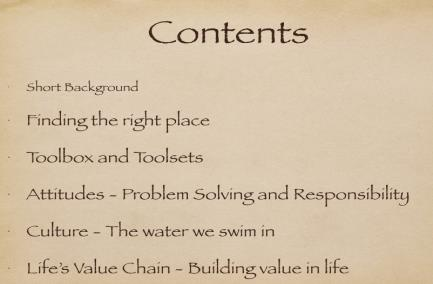 Contents
Short Background
Finding the right place
Toolbox and Toolsets
Attitudes - Problem Solving and Responsibility
Culture - The water we swim in
Life's Value Chain - Building value in life